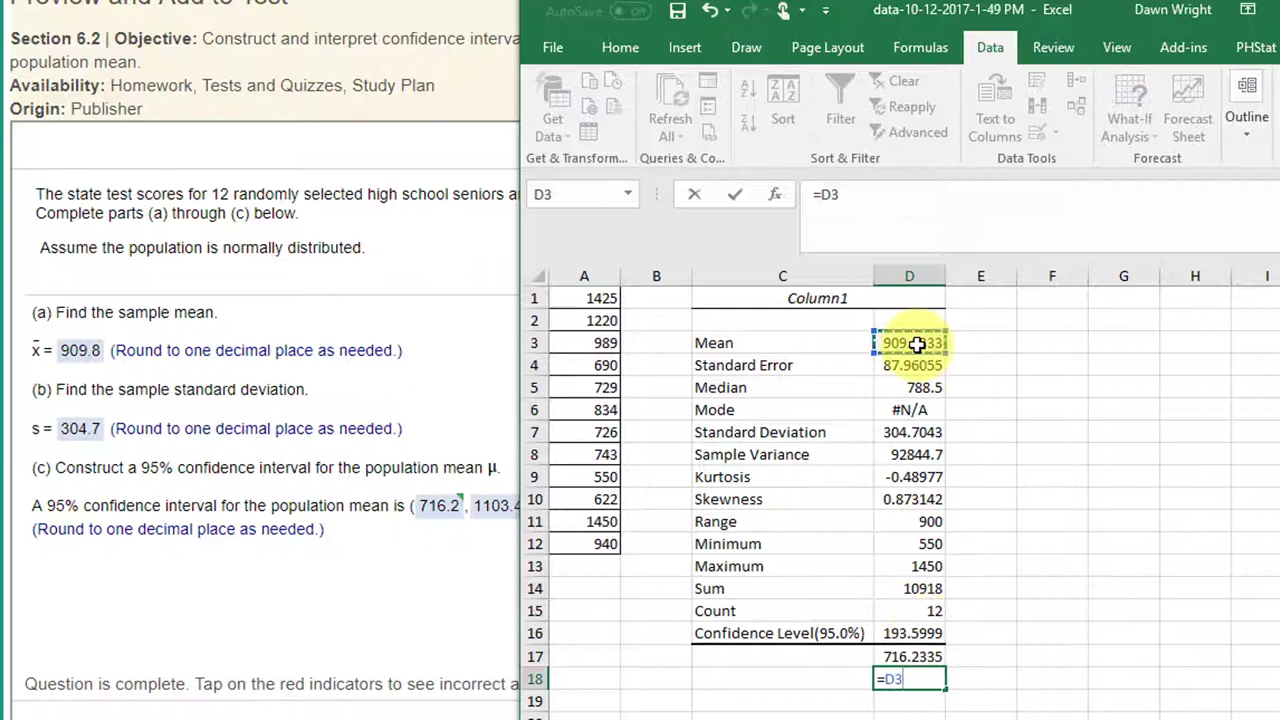 Preview and Add to Test
Section 6.2 | Objective: Construct and interpret confidence interva
population mean.
Availability: Homework, Tests and Quizzes, Study Plan
Origin: Publisher
The state test scores for 12 randomly selected high school seniors a
Complete parts (a) through (c) below.
Assume the population is normally distributed.
(a) Find the sample mean.
x̄ = 909.8 (Round to one decimal place as needed.)
(b) Find the sample standard deviation.
s = 304.7 (Round to one decimal place as needed.)
(c) Construct a 95% confidence interval for the population mean μ.
A 95% confidence interval for the population mean is (716.2, 1103.4
(Round to one decimal place as needed.)
Question is complete. Tap on the red indicators to see incorrect a
AutoSave Off data-10-12-2017-1-49 PM - Excel Dawn Wright
File Home Insert Draw Page Layout Formulas Data Review View Add-ins PHStat
Get Data Refresh All Sort Filter Clear Reapply Advanced Text to Columns What-If Analysis Forecast Sheet Outline
Get & Transform... Queries & Co... Sort & Filter Data Tools Forecast
D3 fx =D3
A B C D E F G H I
1 1425 Column1
2 1220
3 989 Mean
4 690 Standard Error 87.96055
5 729 Median 788.5
6 834 Mode #N/A
7 726 Standard Deviation 304.7043
8 743 Sample Variance 92844.7
9 550 Kurtosis -0.48977
10 622 Skewness 0.873142
11 1450 Range 900
12 940 Minimum 550
13 Maximum 1450
14 Sum 10918
15 Count 12
16 Confidence Level(95.0%) 193.5999
17 716.2335
18 =D3
19